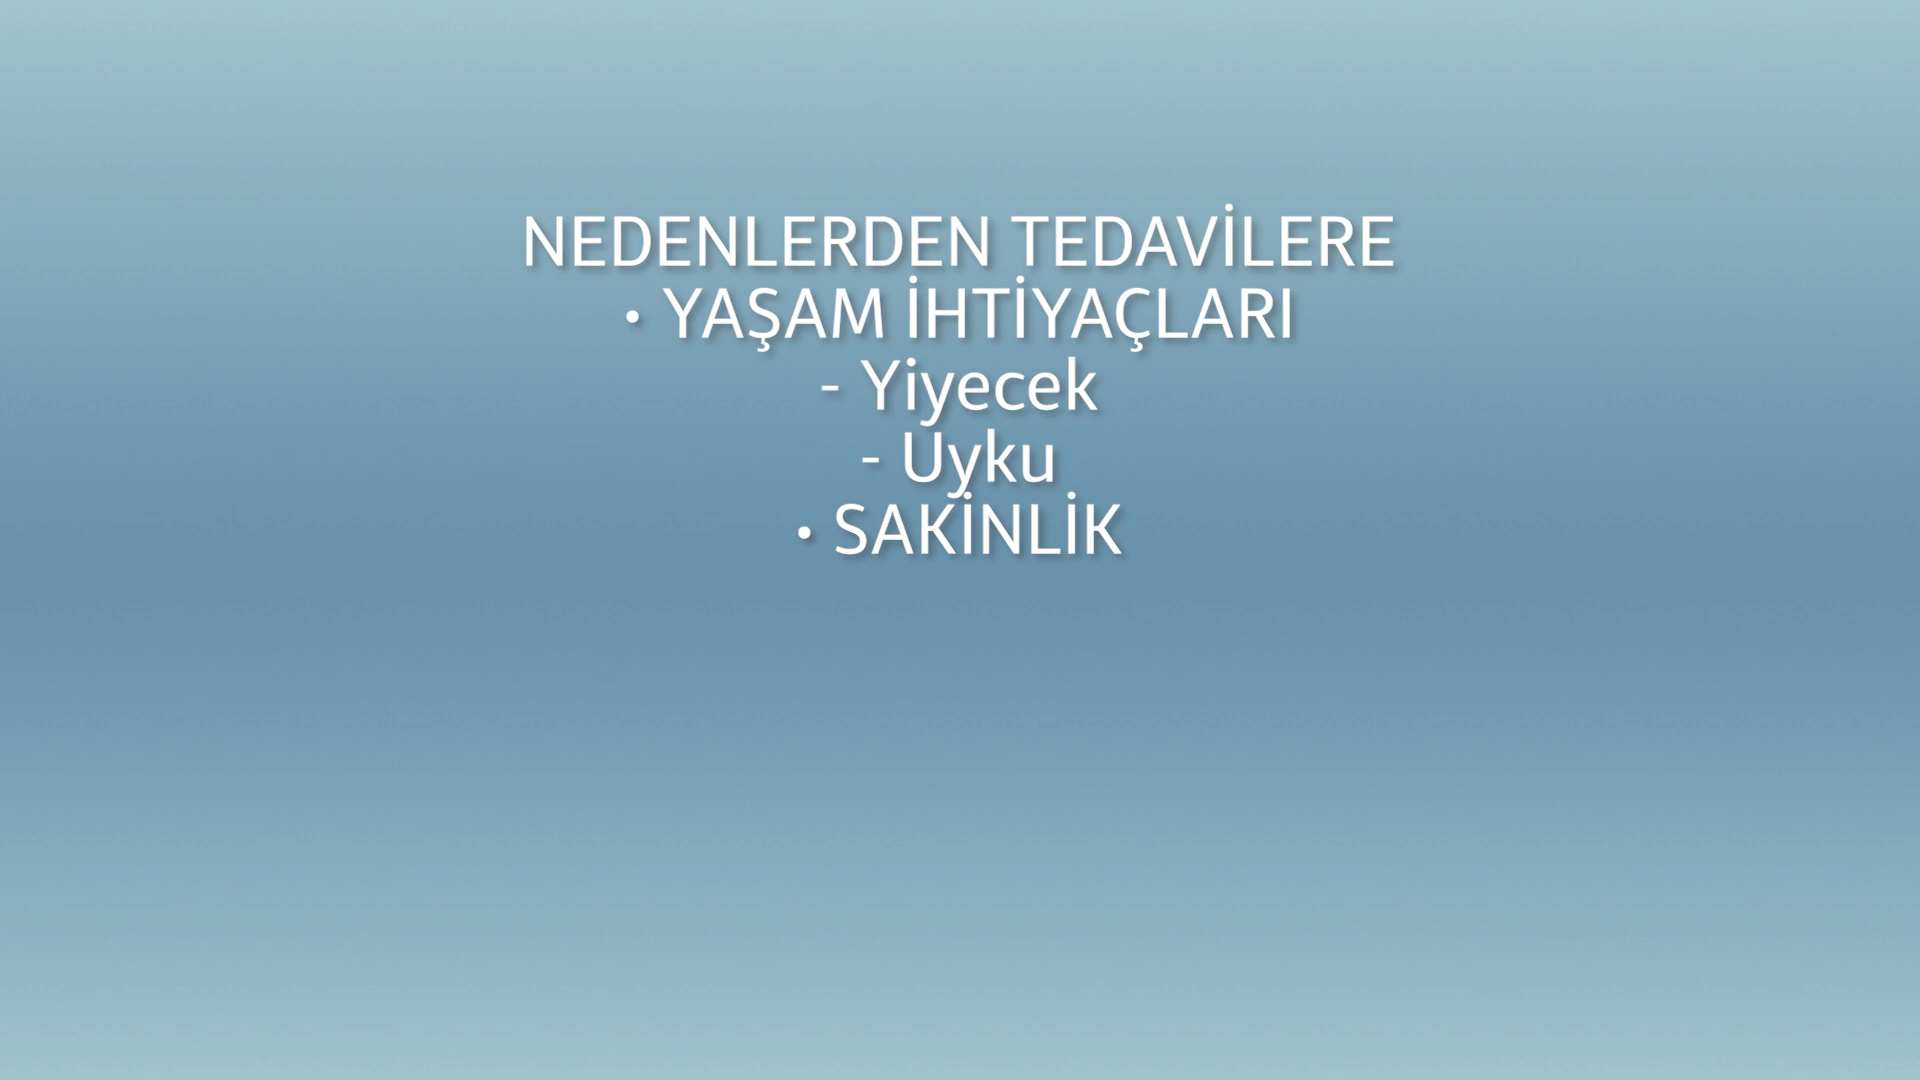 NEDENLERDEN TEDAVİLERE
• YAŞAM İHTİYAÇLARI
- Yiyecek
- Uyku
• SAKİNLİK